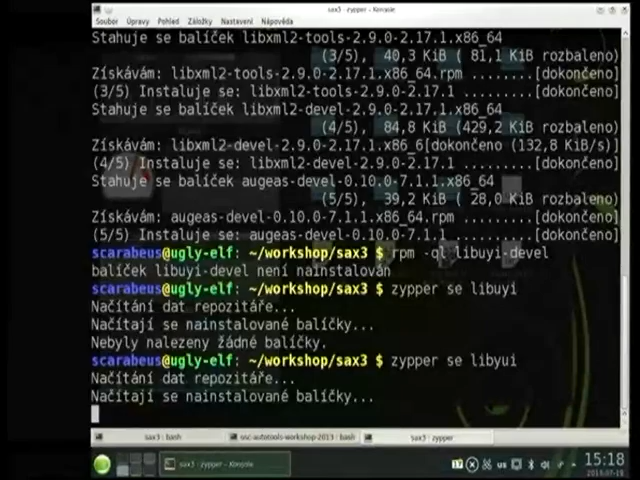 sax3 : zypper – Konsole
Soubor Úpravy Pohled Záložky Nastavení Nápověda
Stahuje se balíček libxml2-tools-2.9.0-2.17.1.x86_64
(3/5), 40,3 KiB ( 81,1 KiB rozbaleno)
Získávám: libxml2-tools-2.9.0-2.17.1.x86_64.rpm .........[dokončeno]
(3/5) Instaluje se: libxml2-tools-2.9.0-2.17.1 ..........[dokončeno]
Stahuje se balíček libxml2-devel-2.9.0-2.17.1.x86_64
(4/5), 84,8 KiB (429,2 KiB rozbaleno)
Získávám: libxml2-devel-2.9.0-2.17.1.x86_6[dokončeno (132,8 KiB/s)]
(4/5) Instaluje se: libxml2-devel-2.9.0-2.17.1 ..........[dokončeno]
Stahuje se balíček augeas-devel-0.10.0-7.1.1.x86_64
(5/5), 39,2 KiB ( 28,0 KiB rozbaleno)
Získávám: augeas-devel-0.10.0-7.1.1.x86_64.rpm ..........[dokončeno]
(5/5) Instaluje se: augeas-devel-0.10.0-7.1.1 ...........[dokončeno]
scarabeus@ugly-elf: ~/workshop/sax3 $ rpm -ql libuyi-devel
balíček libuyi-devel není nainstalován
scarabeus@ugly-elf: ~/workshop/sax3 $ zypper se libuyi
Načítání dat repozitáře...
Načítají se nainstalované balíčky...
Nebyly nalezeny žádné balíčky.
scarabeus@ugly-elf: ~/workshop/sax3 $ zypper se libyui
Načítání dat repozitáře...
Načítají se nainstalované balíčky...
sax3 : bash
osc-autotools-workshop-2013 : bash
sax3 : zypper
sax3 : zypper – Konsole
us
15:18